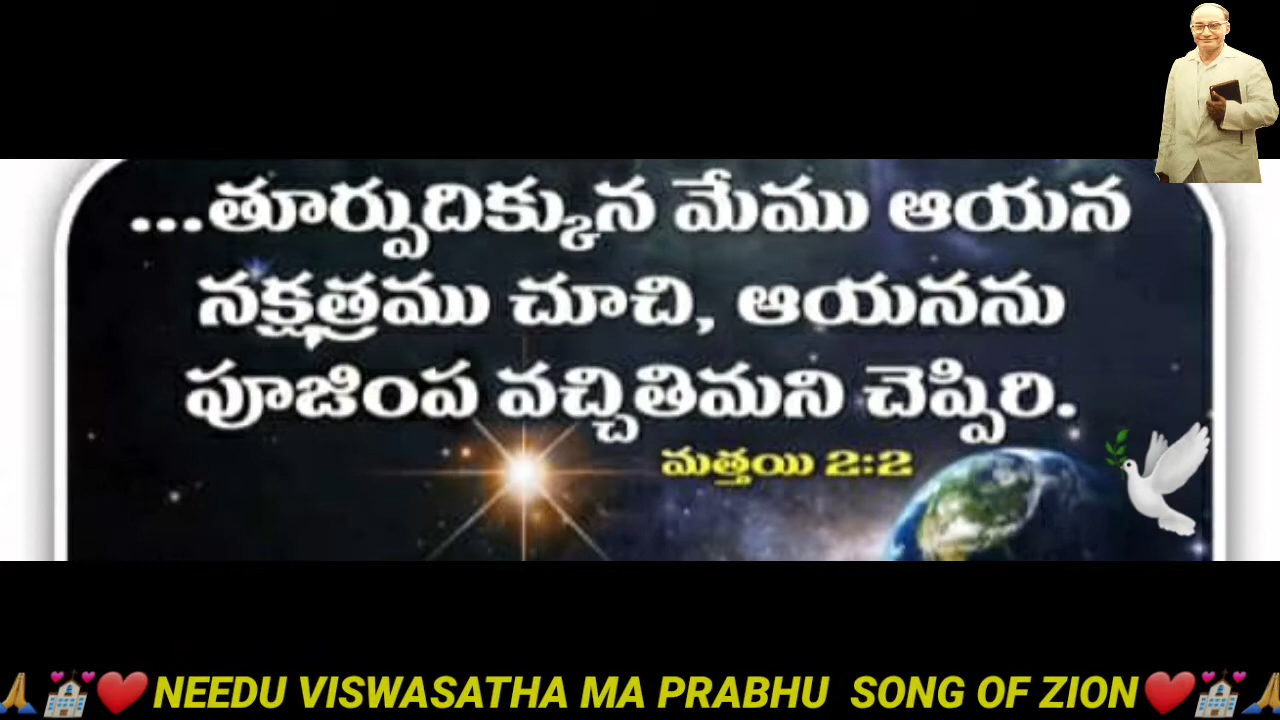 ...తూర్పుదిక్కున మేము ఆయన
నక్షత్రము చూచి, ఆయనను
పూజింప వచ్చితిమని చెప్పిరి.
మత్తయి 2:2
NEEDU VISWASATHA MA PRABHU SONG OF ZION